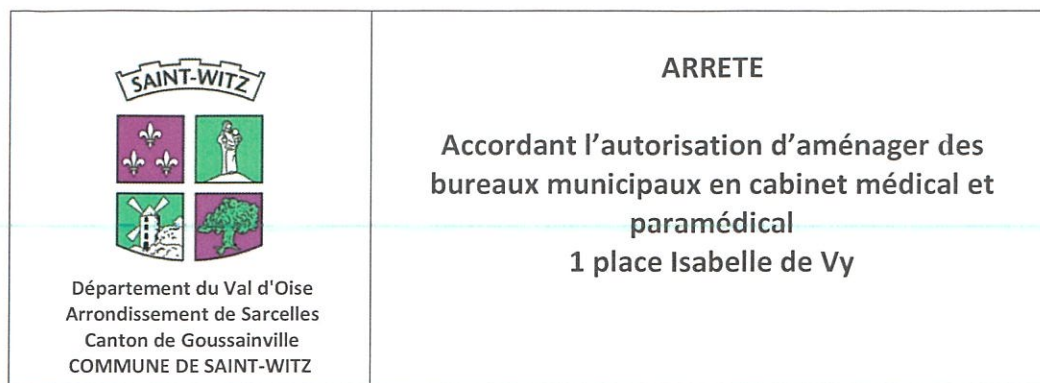 SAINT-WITZ
Département du Val d'Oise
Arrondissement de Sarcelles
Canton de Goussainville
COMMUNE DE SAINT-WITZ
ARRETE
Accordant l'autorisation d'aménager des
bureaux municipaux en cabinet médical et
paramédical
1 place Isabelle de Vy